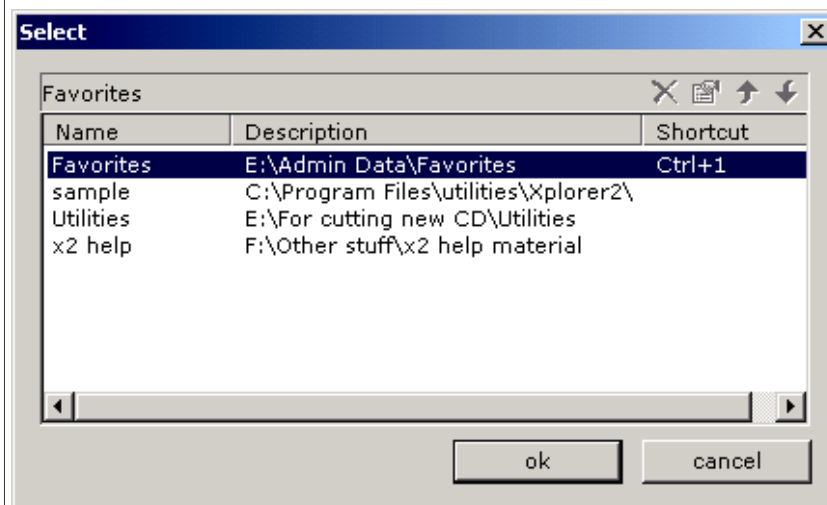 Select
Favorites
Name Description Shortcut
Favorites E:\Admin Data\Favorites Ctrl+1
sample C:\Program Files\utilities\Xplorer2\
Utilities E:\For cutting new CD\Utilities
x2 help F:\Other stuff\x2 help material
ok cancel